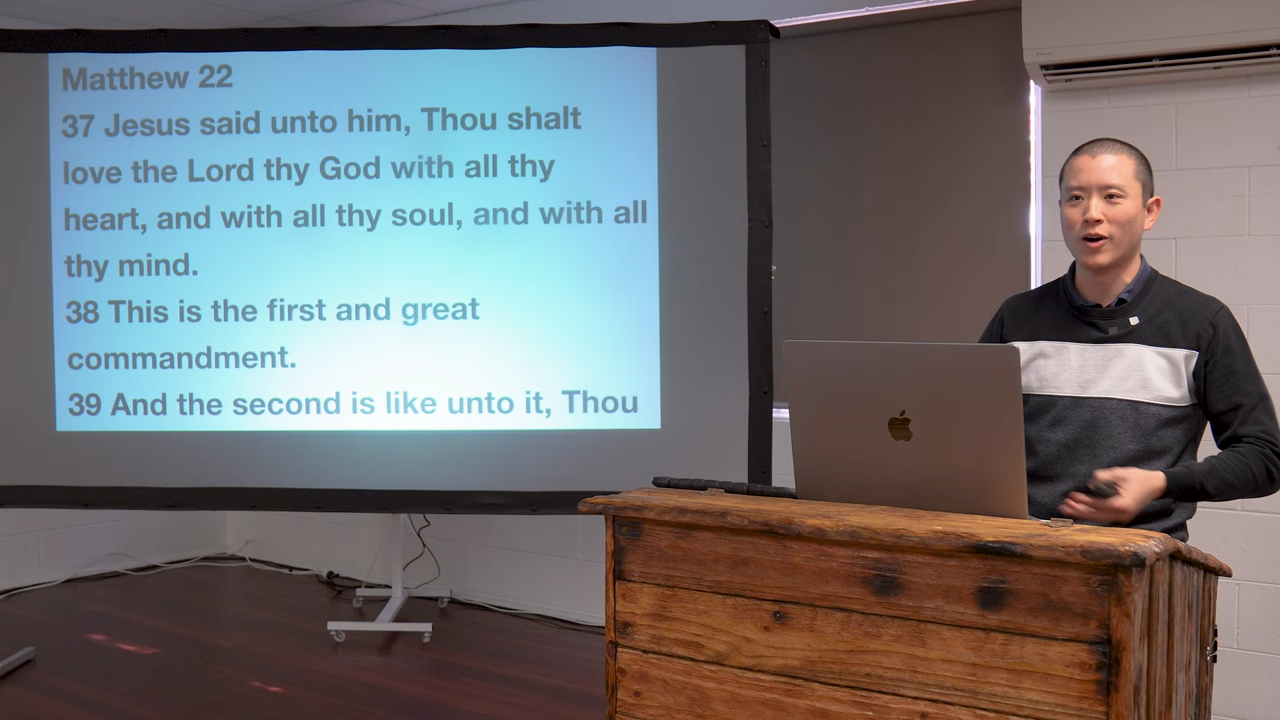 Matthew 22
37 Jesus said unto him, Thou shalt
love the Lord thy God with all thy
heart, and with all thy soul, and with all
thy mind.
38 This is the first and great
commandment.
39 And the second is like unto it, Thou